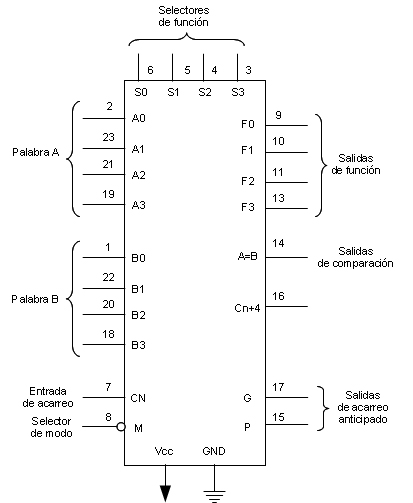 Selectores
de función
6 5 4 3
S0 S1 S2 S3
2 A0
23 A1
21 A2
19 A3
Palabra A
1 B0
22 B1
20 B2
18 B3
Palabra B
Entrada
de acarreo
7 CN
Selector
de modo
8 M
F0 9
F1 10
F2 11
F3 13
Salidas
de función
A=B 14
Salidas
de comparación
Cn+4 16
G 17
P 15
Salidas
de acarreo
anticipado
Vcc GND